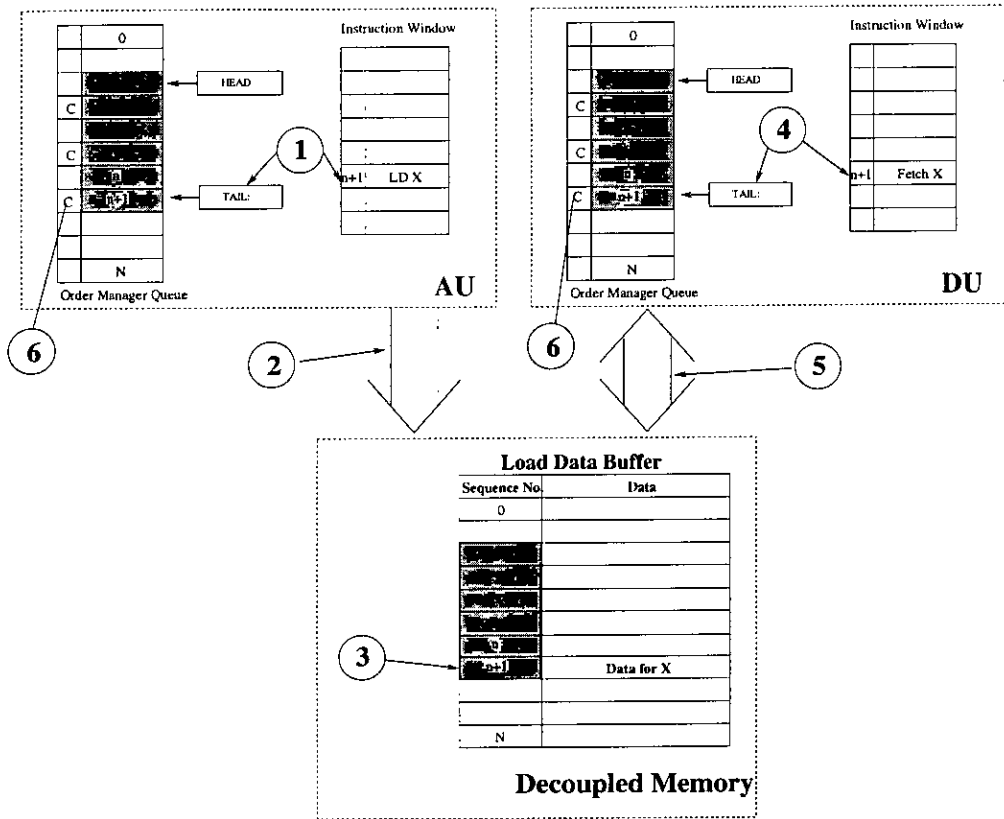 0
Instruction Window
HEAD
C
C
1
n
n+1
LD X
C
n+1
TAIL:
N
Order Manager Queue
AU
6
0
Instruction Window
HEAD
C
C
4
n
n+1
Fetch X
C
n+1
TAIL:
N
Order Manager Queue
DU
6
2
5
Load Data Buffer
Sequence No.
Data
0
n
3
n+1
Data for X
N
Decoupled Memory